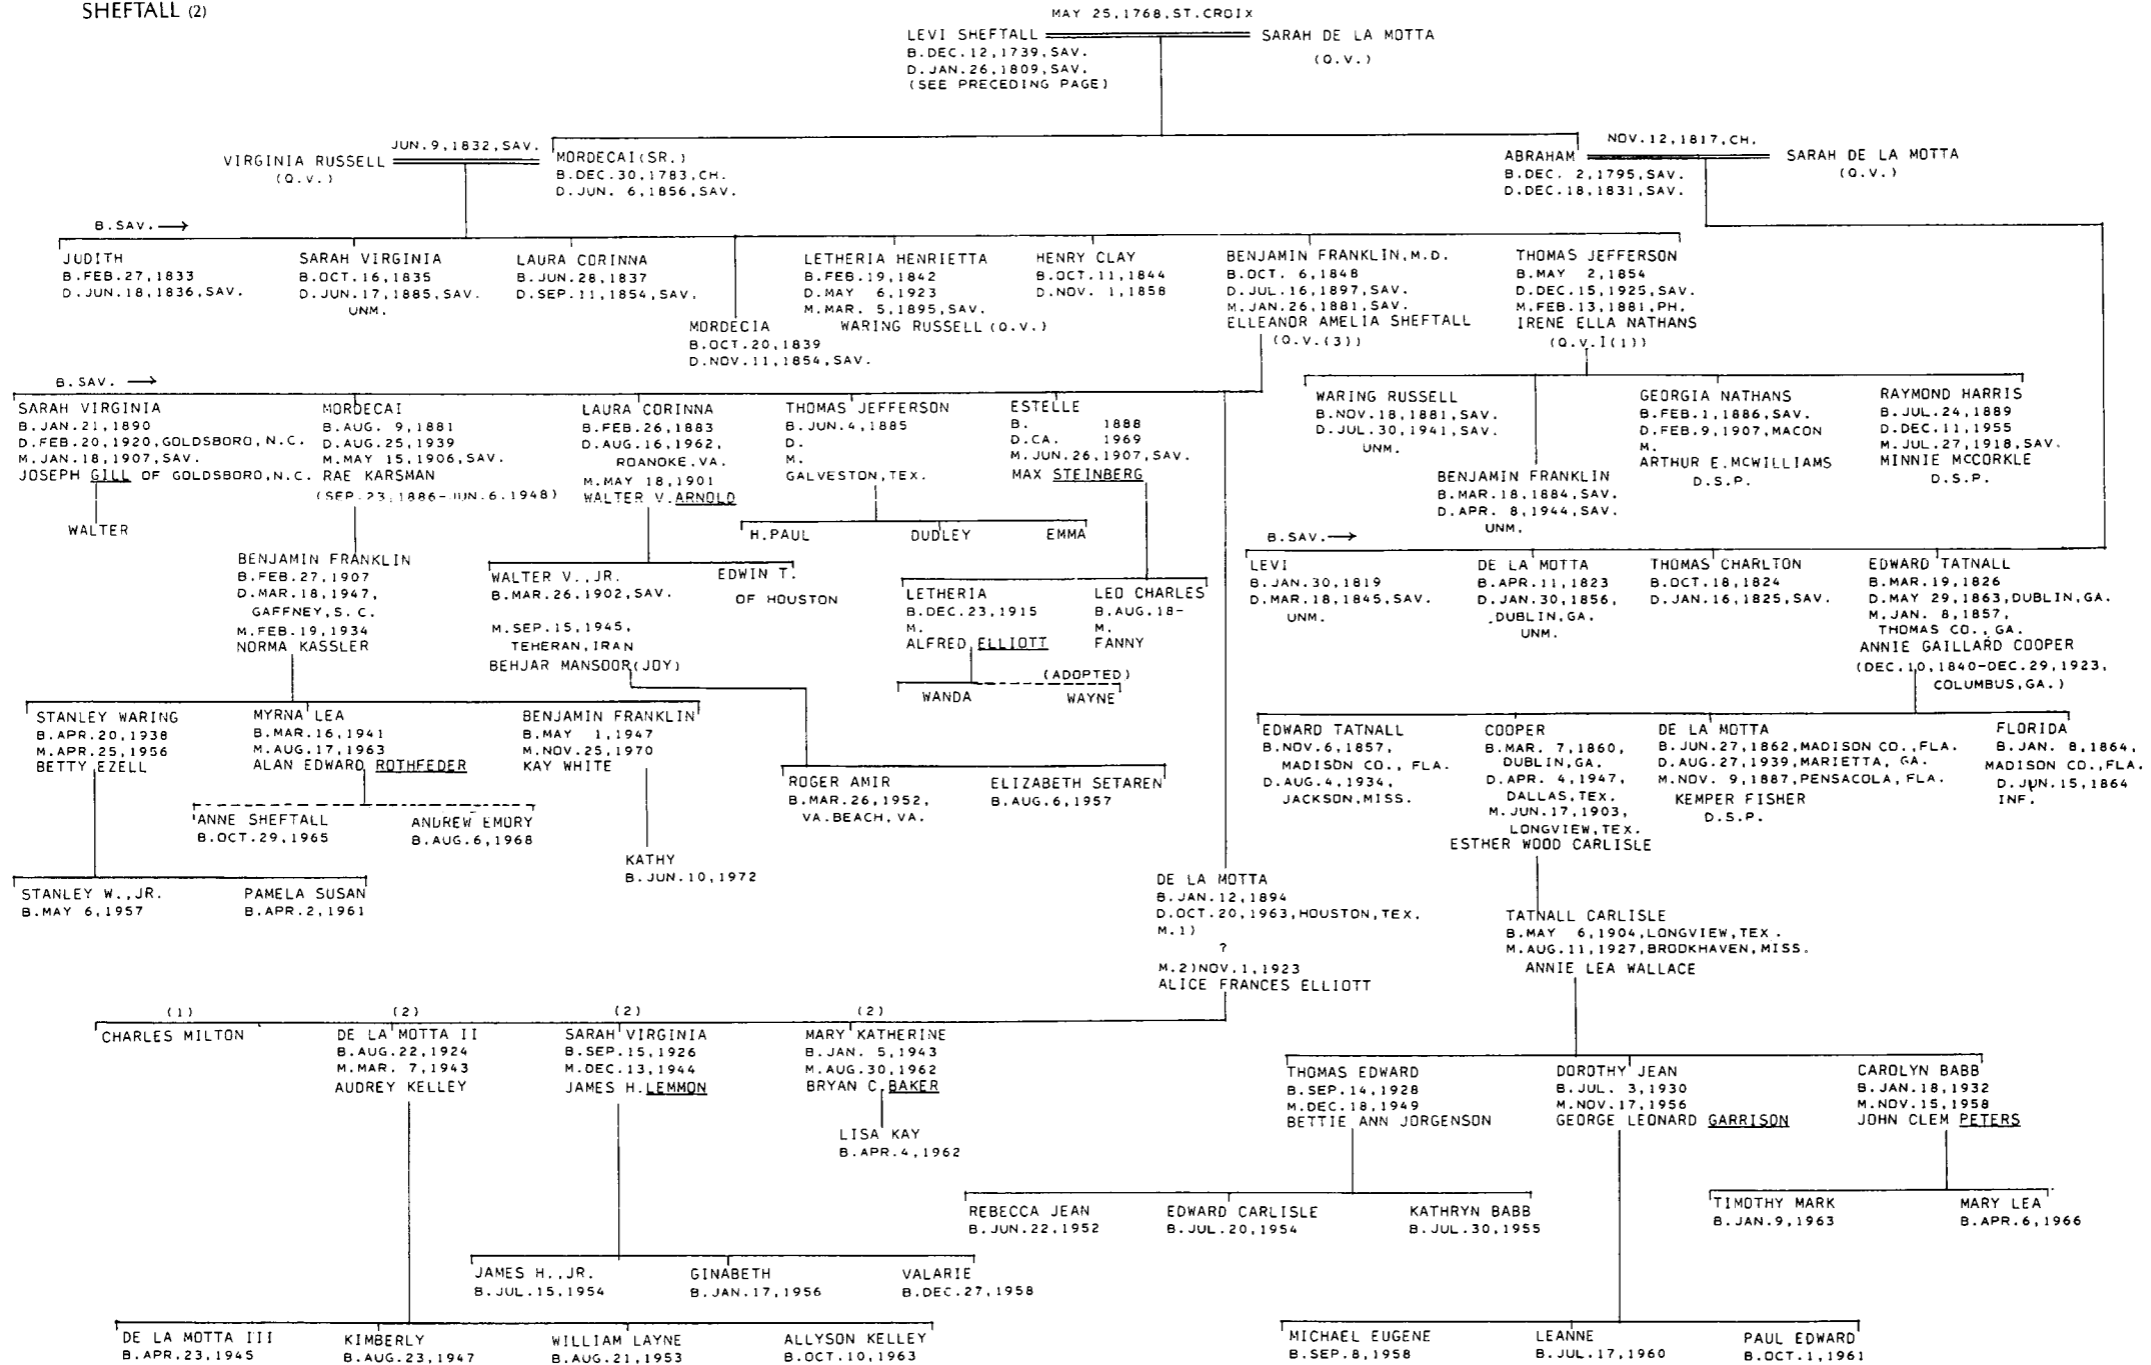 SHEFTALL (2)
MAY 25,1768,ST.CROIX
LEVI SHEFTALL
B.DEC.12,1739,SAV.
D.JAN.26,1809,SAV.
(SEE PRECEDING PAGE)
SARAH DE LA MOTTA
(Q.V.)
JUN.9,1832,SAV.
VIRGINIA RUSSELL
(Q.V.)
MORDECAI(SR.)
B.DEC.30,1783,CH.
D.JUN. 6,1856,SAV.
NOV.12,1817,CH.
ABRAHAM
B.DEC. 2,1795,SAV.
D.DEC.18,1831,SAV.
SARAH DE LA MOTTA
(Q.V.)
B.SAV. →
JUDITH
B.FEB.27,1833
D.JUN.18,1836,SAV.
SARAH VIRGINIA
B.OCT.16,1835
D.JUN.17,1885,SAV.
UNM.
LAURA CORINNA
B.JUN.28,1837
D.SEP.11,1854,SAV.
MORDECIA
B.OCT.20,1839
D.NOV.11,1854,SAV.
LETHERIA HENRIETTA
B.FEB.19,1842
D.MAY 6,1923
M.MAR. 5,1895,SAV.
WARING RUSSELL(Q.V.)
HENRY CLAY
B.OCT.11,1844
D.NOV. 1,1858
BENJAMIN FRANKLIN,M.D.
B.OCT. 6,1848
D.JUL.16,1897,SAV.
M.JAN.26,1881,SAV.
ELLEANOR AMELIA SHEFTALL
(Q.V.(3))
THOMAS JEFFERSON
B.MAY 2,1854
D.DEC.15,1925,SAV.
M.FEB.13,1881,PH.
IRENE ELLA NATHANS
(Q.V.I(1))
B.SAV. →
SARAH VIRGINIA
B.JAN.21,1890
D.FEB.20,1920,GOLDSBORO,N.C.
M.JAN.18,1907,SAV.
JOSEPH GILL OF GOLDSBORO,N.C.
WALTER
MORDECAI
B.AUG. 9,1881
D.AUG.25,1939
M.MAY 15,1906,SAV.
RAE KARSMAN
(SEP.23,1886-JUN.6,1948)
LAURA CORINNA
B.FEB.26,1883
D.AUG.16,1962,
ROANOKE,VA.
M.MAY 18,1901
WALTER V.ARNOLD
THOMAS JEFFERSON
B.JUN.4,1885
D.
M.
GALVESTON,TEX.
ESTELLE
B. 1888
D.CA. 1969
M.JUN.26,1907,SAV.
MAX STEINBERG
WARING RUSSELL
B.NOV.18,1881,SAV.
D.JUL.30,1941,SAV.
UNM.
BENJAMIN FRANKLIN
B.MAR.18,1884,SAV.
D.APR. 8,1944,SAV.
UNM.
GEORGIA NATHANS
B.FEB.1,1886,SAV.
D.FEB.9,1907,MACON
M.
ARTHUR E.MCWILLIAMS
D.S.P.
RAYMOND HARRIS
B.JUL.24,1889
D.DEC.11,1955
M.JUL.27,1918,SAV.
MINNIE MCCORKLE
D.S.P.
H.PAUL
DUDLEY
EMMA
BENJAMIN FRANKLIN
B.FEB.27,1907
D.MAR.18,1947,
GAFFNEY,S.C.
M.FEB.19,1934
NORMA KASSLER
WALTER V.,JR.
B.MAR.26,1902,SAV.
M.SEP.15,1945,
TEHERAN,IRAN
BEHJAR MANSOOR(JOY)
EDWIN T.
OF HOUSTON
LETHERIA
B.DEC.23,1915
M.
ALFRED ELLIOTT
LEO CHARLES
B.AUG.18-
M.
FANNY
(ADOPTED)
WANDA
WAYNE
B.SAV.→
LEVI
B.JAN.30,1819
D.MAR.18,1845,SAV.
UNM.
DE LA MOTTA
B.APR.11,1823
D.JAN.30,1856,
DUBLIN,GA.
UNM.
THOMAS CHARLTON
B.OCT.18,1824
D.JAN.16,1825,SAV.
EDWARD TATNALL
B.MAR.19,1826
D.MAY 29,1863,DUBLIN,GA.
M.JAN. 8,1857,
THOMAS CO.,GA.
ANNIE GAILLARD COOPER
(DEC.10,1840-DEC.29,1923,
COLUMBUS,GA.)
STANLEY WARING
B.APR.20,1938
M.APR.25,1956
BETTY EZELL
MYRNA LEA
B.MAR.16,1941
M.AUG.17,1963
ALAN EDWARD ROTHFEDER
BENJAMIN FRANKLIN
B.MAY 1,1947
M.NOV.25,1970
KAY WHITE
ROGER AMIR
B.MAR.26,1952,
VA.BEACH,VA.
ELIZABETH SETAREN
B.AUG.6,1957
EDWARD TATNALL
B.NOV.6,1857,
MADISON CO., FLA.
D.AUG.4,1934,
JACKSON,MISS.
COOPER
B.MAR. 7,1860,
DUBLIN,GA.
D.APR. 4,1947,
DALLAS,TEX.
M.JUN.17,1903,
LONGVIEW,TEX.
ESTHER WOOD CARLISLE
DE LA MOTTA
B.JUN.27,1862,MADISON CO.,FLA.
D.AUG.27,1939,MARIETTA, GA.
M.NOV. 9,1887,PENSACOLA,FLA.
KEMPER FISHER
D.S.P.
FLORIDA
B.JAN. 8,1864,
MADISON CO.,FLA.
D.JUN.15,1864
INF.
ANNE SHEFTALL
B.OCT.29,1965
ANDREW EMORY
B.AUG.6,1968
KATHY
B.JUN.10,1972
STANLEY W.,JR.
B.MAY 6,1957
PAMELA SUSAN
B.APR.2,1961
DE LA MOTTA
B.JAN.12,1894
D.OCT.20,1963,HOUSTON,TEX.
M.1)
?
M.2)NOV.1,1923
ALICE FRANCES ELLIOTT
TATNALL CARLISLE
B.MAY 6,1904,LONGVIEW,TEX.
M.AUG.11,1927,BROOKHAVEN,MISS.
ANNIE LEA WALLACE
(1)
CHARLES MILTON
(2)
DE LA MOTTA II
B.AUG.22,1924
M.MAR. 7,1943
AUDREY KELLEY
(2)
SARAH VIRGINIA
B.SEP.15,1926
M.DEC.13,1944
JAMES H.LEMMON
(2)
MARY KATHERINE
B.JAN. 5,1943
M.AUG.30,1962
BRYAN C.BAKER
LISA KAY
B.APR.4,1962
THOMAS EDWARD
B.SEP.14,1928
M.DEC.18,1949
BETTIE ANN JORGENSON
DOROTHY JEAN
B.JUL. 3,1930
M.NOV.17,1956
GEORGE LEONARD GARRISON
CAROLYN BABB
B.JAN.18,1932
M.NOV.15,1958
JOHN CLEM PETERS
REBECCA JEAN
B.JUN.22,1952
EDWARD CARLISLE
B.JUL.20,1954
KATHRYN BABB
B.JUL.30,1955
TIMOTHY MARK
B.JAN.9,1963
MARY LEA
B.APR.6,1966
JAMES H.,JR.
B.JUL.15,1954
GINABETH
B.JAN.17,1956
VALARIE
B.DEC.27,1958
DE LA MOTTA III
B.APR.23,1945
KIMBERLY
B.AUG.23,1947
WILLIAM LAYNE
B.AUG.21,1953
ALLYSON KELLEY
B.OCT.10,1963
MICHAEL EUGENE
B.SEP.8,1958
LEANNE
B.JUL.17,1960
PAUL EDWARD
B.OCT.1,1961